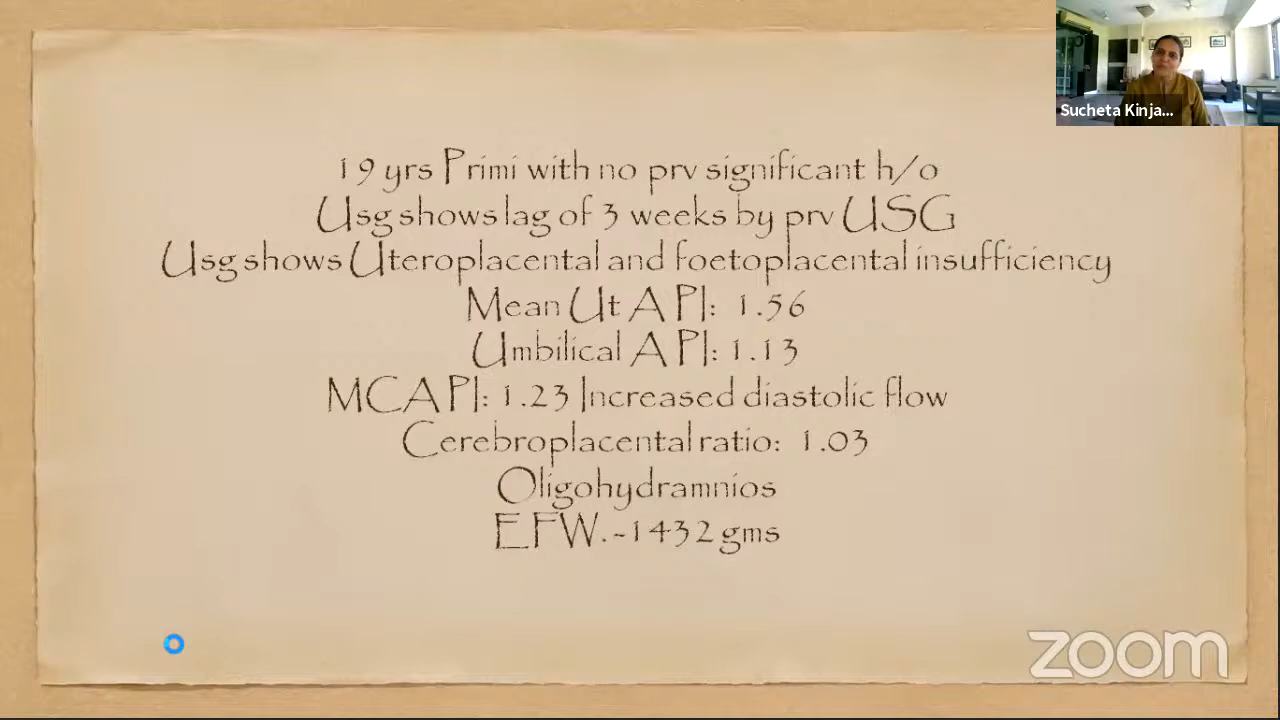 19 yrs Primi with no prv significant h/o
Usg shows lag of 3 weeks by prv USG
Usg shows Uteroplacental and foetoplacental insufficiency
Mean Ut A PI: 1.56
Umbilical A PI: 1.13
MCA PI: 1.23 Increased diastolic flow
Cerebroplacental ratio: 1.03
Oligohydramnios
EFW.-1432 gms
Sucheta Kinja...
zoom